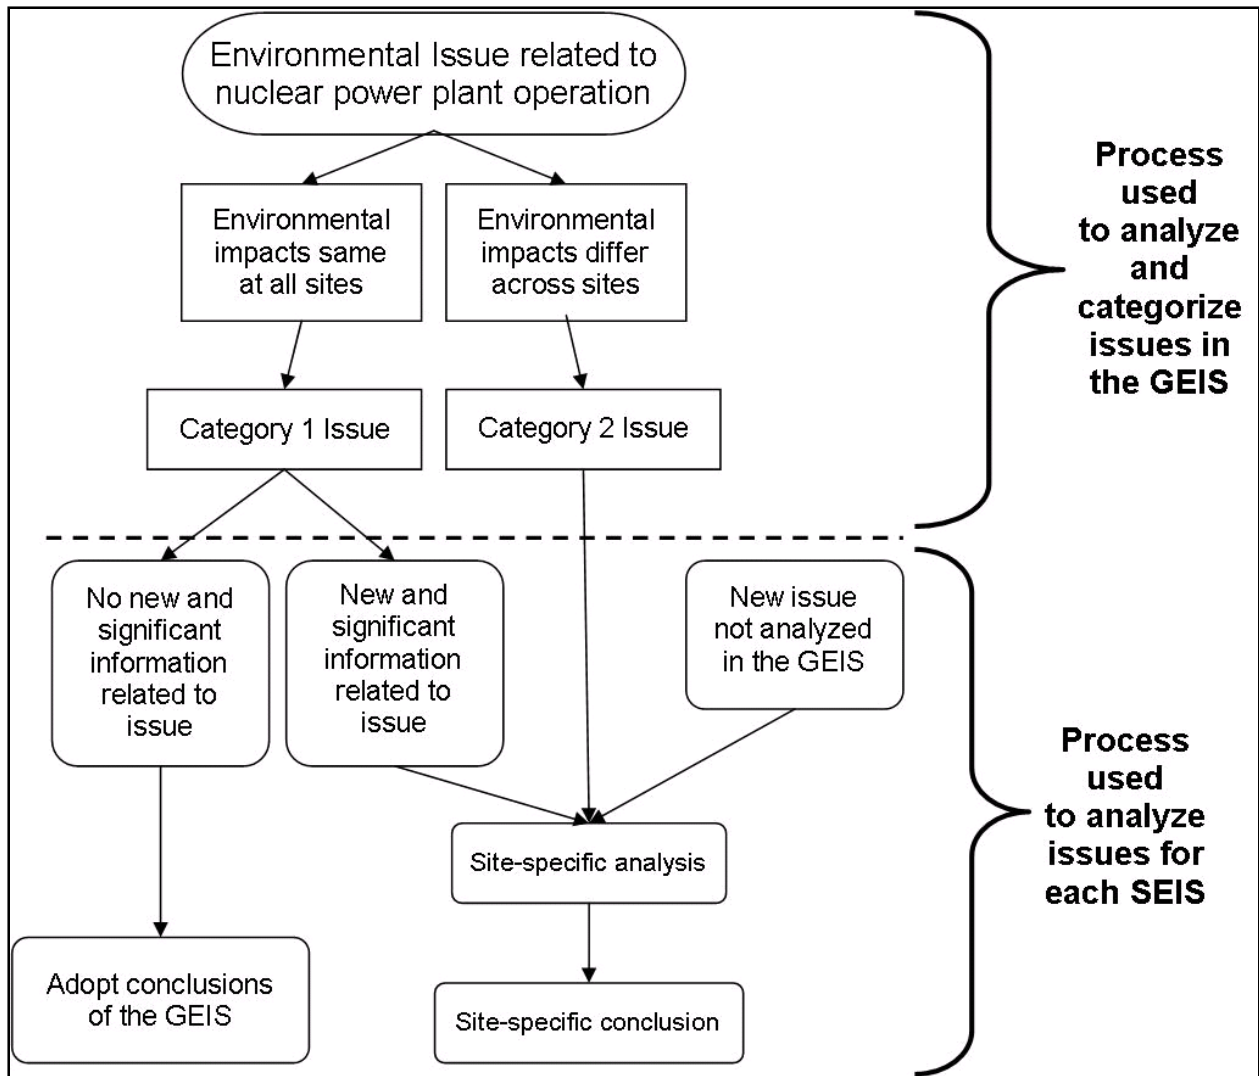 Environmental Issue related to
nuclear power plant operation
Environmental
impacts same
at all sites
Environmental
impacts differ
across sites
Process
used
to analyze
and
categorize
issues in
the GEIS
Category 1 Issue
Category 2 Issue
No new and
significant
information
related to
issue
New and
significant
information
related to
issue
New issue
not analyzed
in the GEIS
Process
used
to analyze
issues for
each SEIS
Site-specific analysis
Adopt conclusions
of the GEIS
Site-specific conclusion